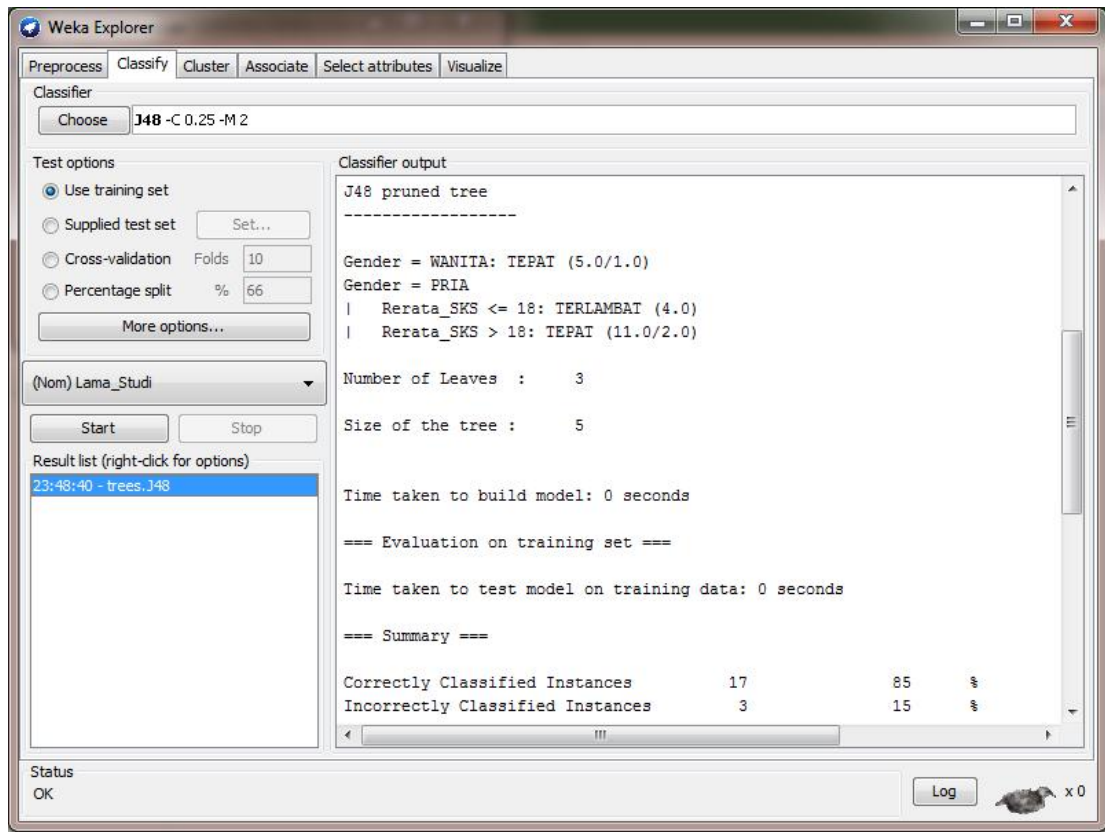 Weka Explorer
Preprocess Classify Cluster Associate Select attributes Visualize
Classifier
Choose J48 -C 0.25 -M 2
Test options
Use training set
Supplied test set Set...
Cross-validation Folds 10
Percentage split % 66
More options...
(Nom) Lama_Studi
Start Stop
Result list (right-click for options)
23:48:40 - trees.J48
Classifier output
J48 pruned tree
------------------
Gender = WANITA: TEPAT (5.0/1.0)
Gender = PRIA
|   Rerata_SKS <= 18: TERLAMBAT (4.0)
|   Rerata_SKS > 18: TEPAT (11.0/2.0)
Number of Leaves  :     3
Size of the tree :      5
Time taken to build model: 0 seconds
=== Evaluation on training set ===
Time taken to test model on training data: 0 seconds
=== Summary ===
Correctly Classified Instances          17               85      %
Incorrectly Classified Instances         3               15      %
Status
OK
Log x 0